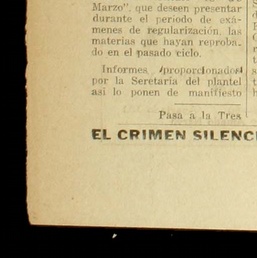 Marzo", que deseen presentar
durante el periodo de exá-
menes de regularización, las
materias que hayan reproba-
do en el pasado ciclo.
Informes proporcionados
por la Seretaría del plantel
asi lo ponen de manifiesto
Pasa a la Tres
EL CRIMEN SILENC